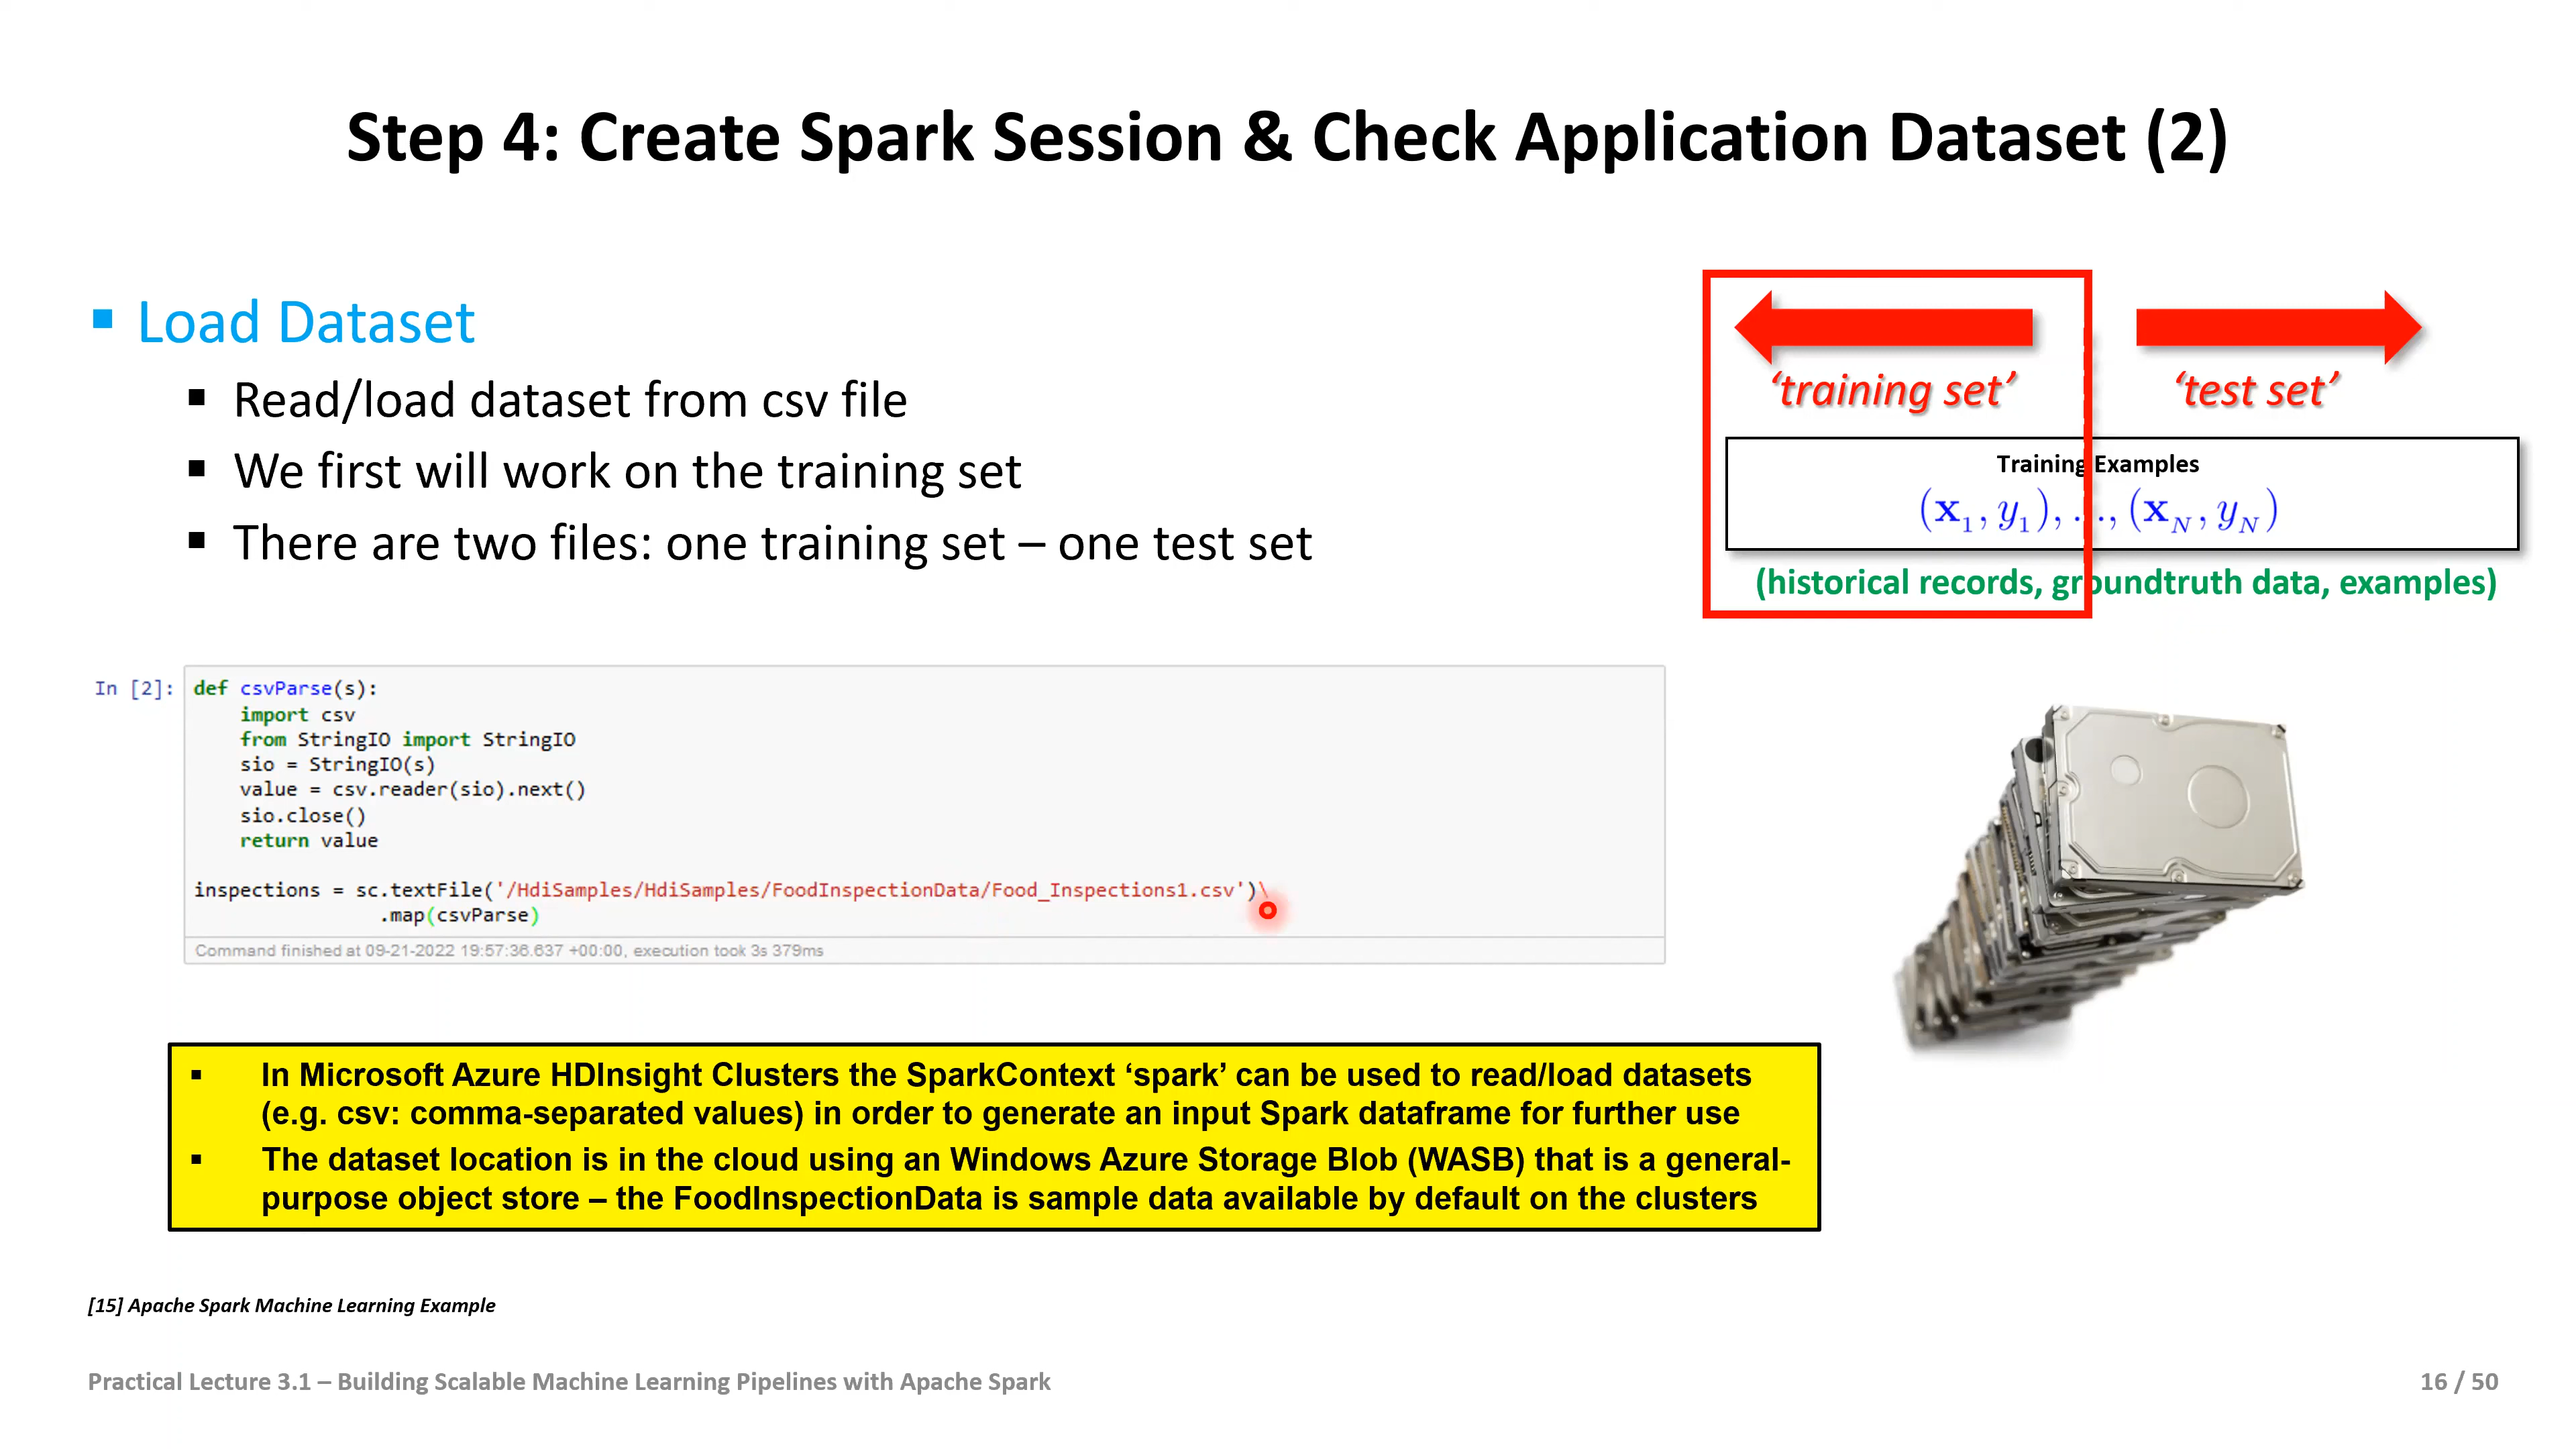 Step 4: Create Spark Session & Check Application Dataset (2)
▪ Load Dataset
▪ Read/load dataset from csv file
▪ We first will work on the training set
▪ There are two files: one training set – one test set
‘training set’
‘test set’
Training Examples
(x1, y1), ..., (xN, yN)
(historical records, groundtruth data, examples)
In [2]: def csvParse(s):
    import csv
    from StringIO import StringIO
    sio = StringIO(s)
    value = csv.reader(sio).next()
    sio.close()
    return value
inspections = sc.textFile('/HdiSamples/HdiSamples/FoodInspectionData/Food_Inspections1.csv')\
                .map(csvParse)
Command finished at 09-21-2022 19:57:36.637 +00:00, execution took 3s 379ms
▪ In Microsoft Azure HDInsight Clusters the SparkContext ‘spark’ can be used to read/load datasets
(e.g. csv: comma-separated values) in order to generate an input Spark dataframe for further use
▪ The dataset location is in the cloud using an Windows Azure Storage Blob (WASB) that is a general-
purpose object store – the FoodInspectionData is sample data available by default on the clusters
[15] Apache Spark Machine Learning Example
Practical Lecture 3.1 – Building Scalable Machine Learning Pipelines with Apache Spark
16 / 50